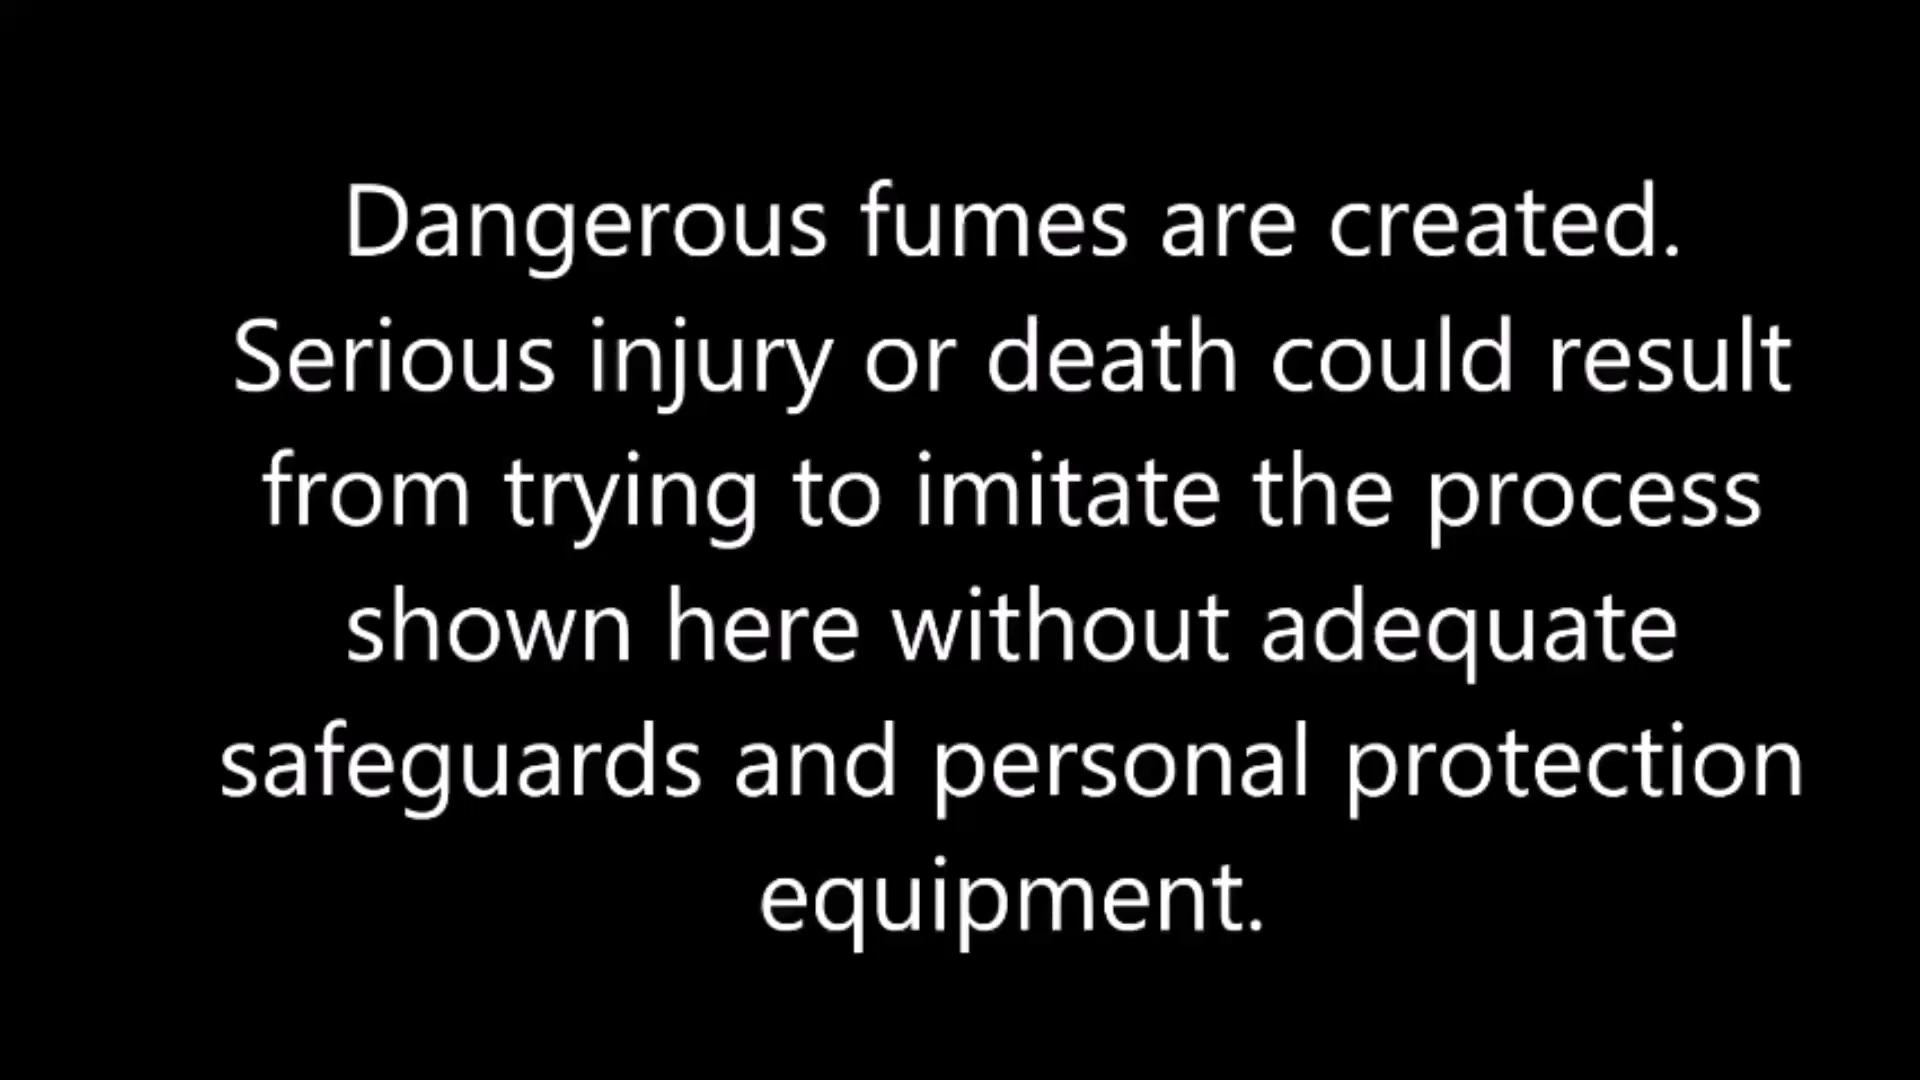 Dangerous fumes are created.
Serious injury or death could result
from trying to imitate the process
shown here without adequate
safeguards and personal protection
equipment.